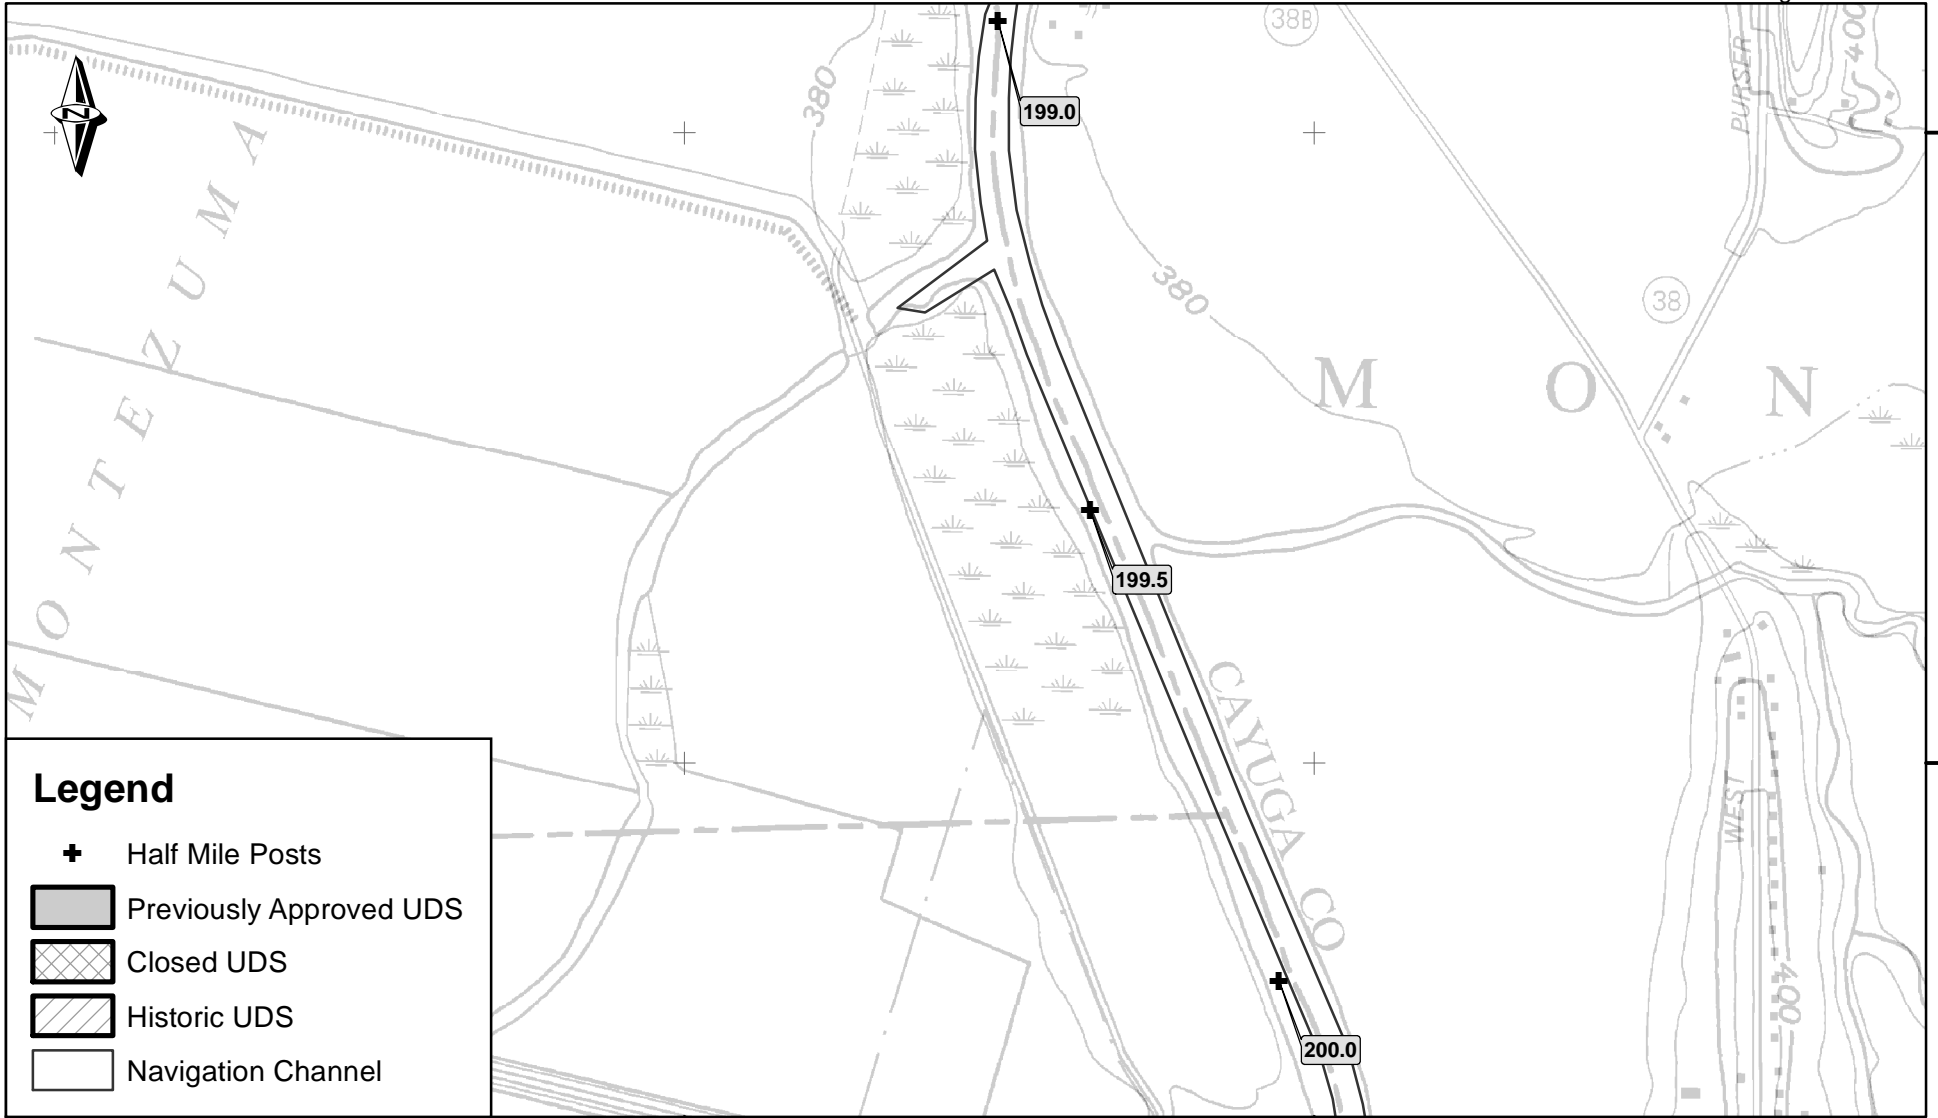 38B
PURSER
400
380
199.0
N
MONTEZUMA
380
38
MON
199.5
CAYUGA CO
WEST
400
200.0
Legend
Half Mile Posts
Previously Approved UDS
Closed UDS
Historic UDS
Navigation Channel